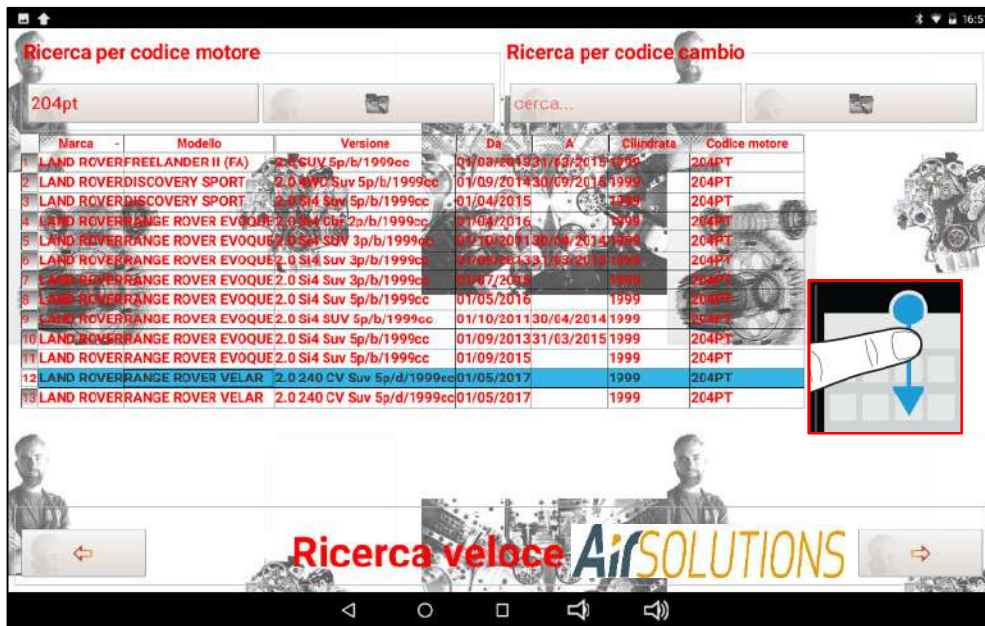 16:5
Ricerca per codice motore
Ricerca per codice cambio
204pt
cerca...
Marca - Modello Versione Da A Cilindrata Codice motore
1 LAND ROVER FREELANDER II (FA) SUV 5p/b/1999cc 1999 204PT
2 LAND ROVER DISCOVERY SPORT 2.0 4WD Suv 5p/b/1999cc 01/09/2014 30/09/2015 1999 204PT
3 LAND ROVER DISCOVERY SPORT 2.0 Si4 Suv 5p/b/1999cc 01/04/2015 1999 204PT
4 LAND ROVER RANGE ROVER EVOQUE 2.0 Si4 Cbr 2p/b/1999cc 01/04/2016 1999 204PT
5 LAND ROVER RANGE ROVER EVOQUE 2.0 Si4 SUV 3p/b/1999cc 30/04/2014 1999 204PT
6 LAND ROVER RANGE ROVER EVOQUE 2.0 Si4 Suv 3p/b/1999cc 1999 204PT
7 LAND ROVER RANGE ROVER EVOQUE 2.0 Si4 Suv 3p/b/1999cc 1999 204PT
8 LAND ROVER RANGE ROVER EVOQUE 2.0 Si4 Suv 5p/b/1999cc 01/05/2016 1999 204PT
9 LAND ROVER RANGE ROVER EVOQUE 2.0 Si4 SUV 5p/b/1999cc 01/10/2011 30/04/2014 1999 204PT
10 LAND ROVER RANGE ROVER EVOQUE 2.0 Si4 Suv 5p/b/1999cc 01/09/2013 31/03/2015 1999 204PT
11 LAND ROVER RANGE ROVER EVOQUE 2.0 Si4 Suv 5p/b/1999cc 01/09/2015 1999 204PT
12 LAND ROVER RANGE ROVER VELAR 2.0 240 CV Suv 5p/d/1999cc 01/05/2017 1999 204PT
13 LAND ROVER RANGE ROVER VELAR 2.0 240 CV Suv 5p/d/1999cc 01/05/2017 1999 204PT
Ricerca veloce AirSOLUTIONS